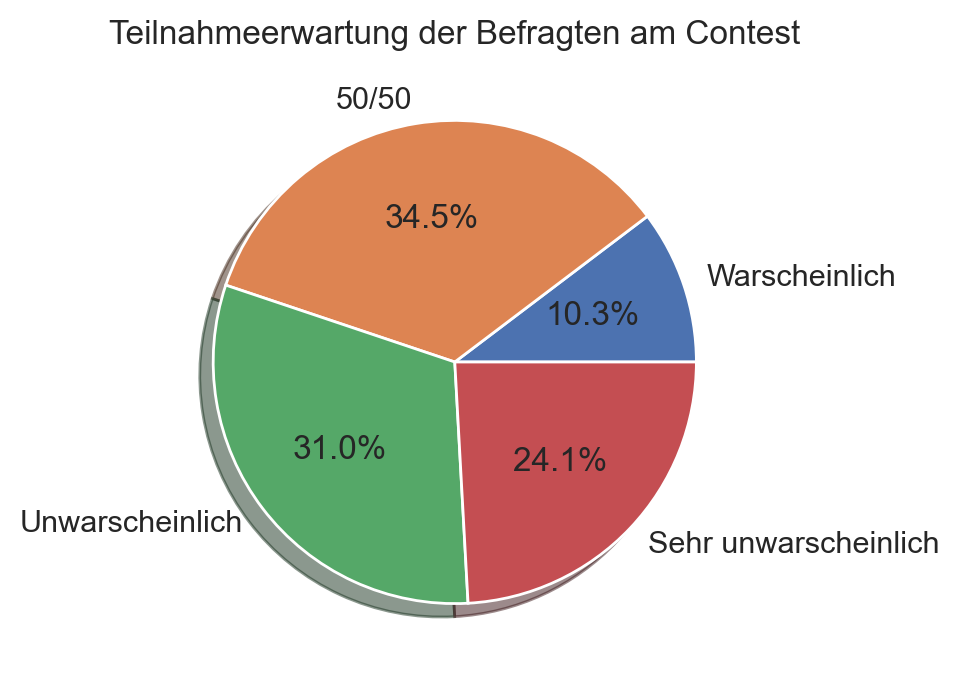 Teilnahmeerwartung der Befragten am Contest
50/50
34.5%
Warscheinlich
10.3%
31.0%
24.1%
Unwarscheinlich
Sehr unwarscheinlich